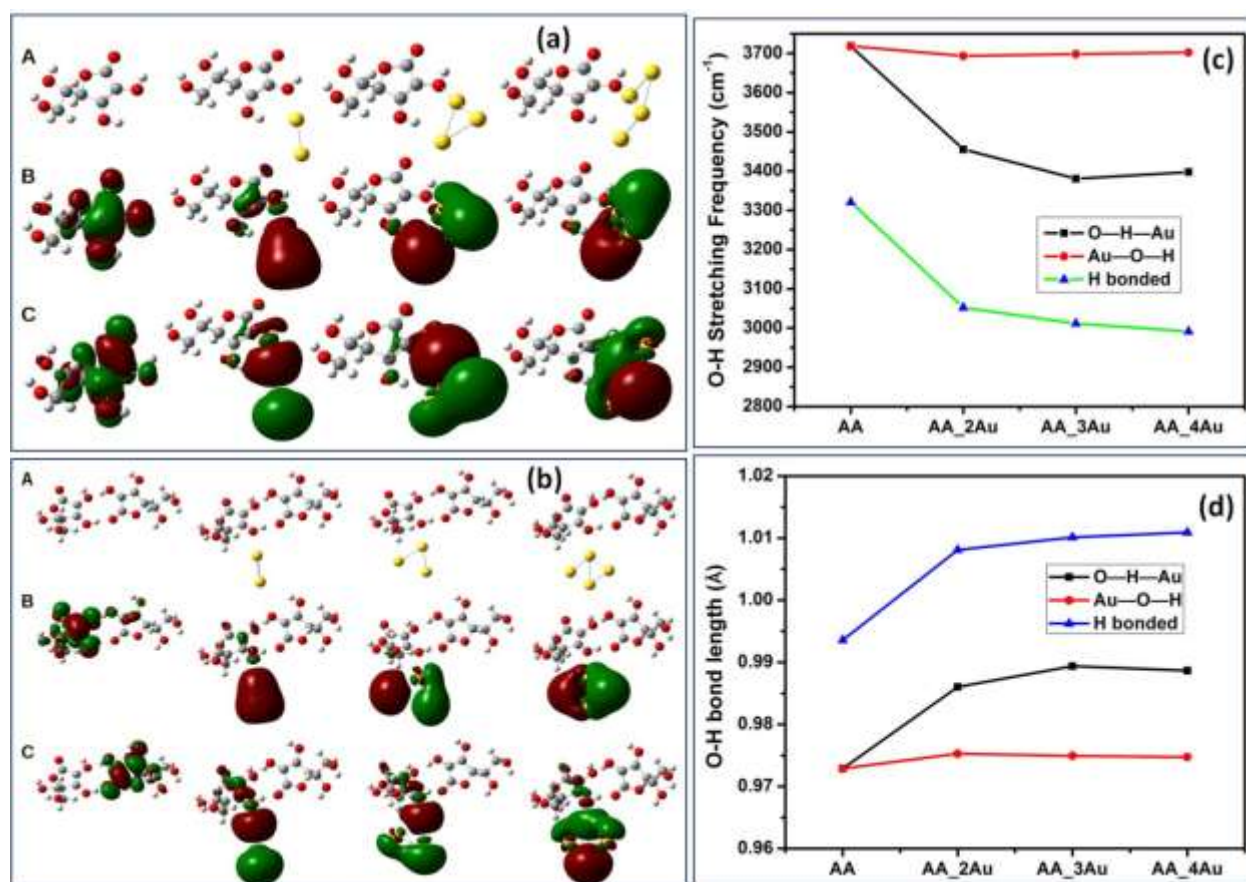 (a)
A
B
C
(b)
A
B
C
(c)
O-H Stretching Frequency (cm⁻¹)
3700
3600
3500
3400
3300
3200
3100
3000
2900
2800
O—H—Au
Au—O—H
H bonded
AA AA_2Au AA_3Au AA_4Au
(d)
O-H bond length (Å)
1.02
1.01
1.00
0.99
0.98
0.97
0.96
O—H—Au
Au—O—H
H bonded
AA AA_2Au AA_3Au AA_4Au